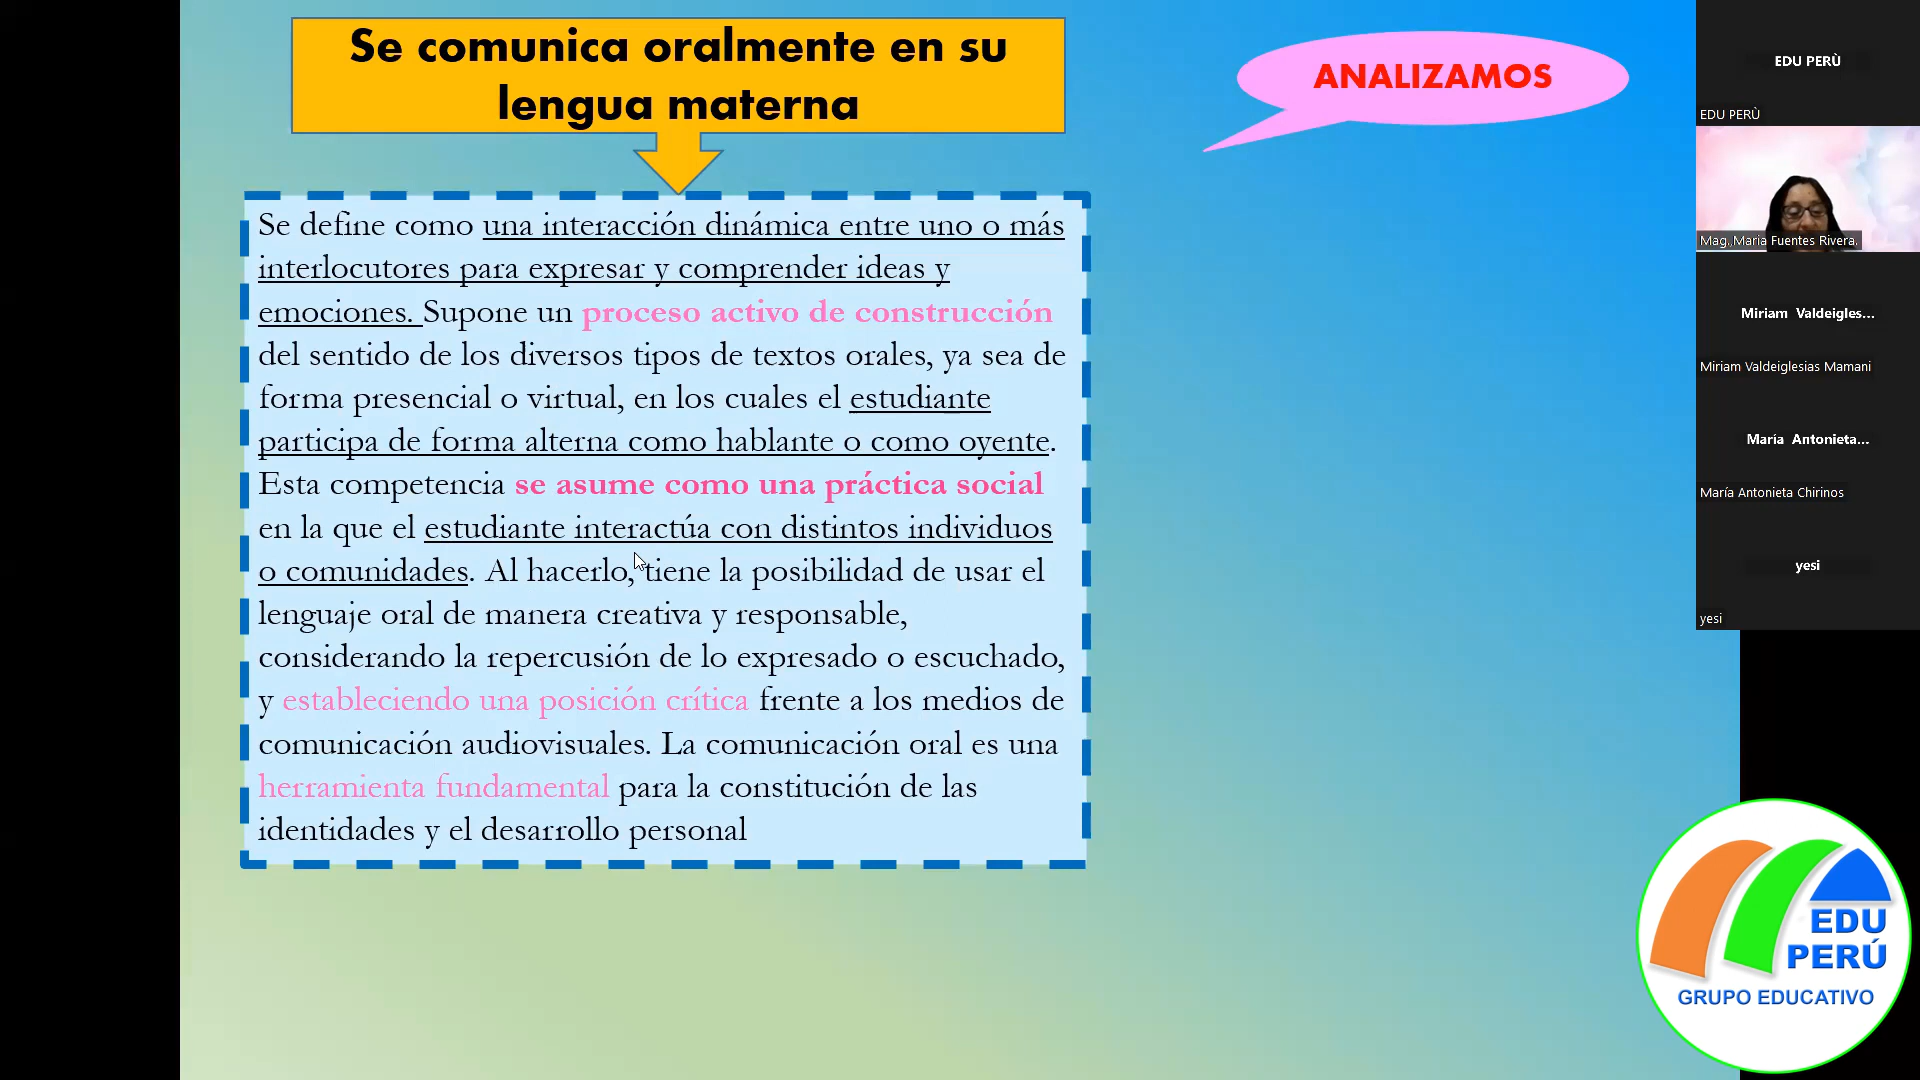 Se comunica oralmente en su
lengua materna
ANALIZAMOS
Se define como una interacción dinámica entre uno o más
interlocutores para expresar y comprender ideas y
emociones. Supone un proceso activo de construcción
del sentido de los diversos tipos de textos orales, ya sea de
forma presencial o virtual, en los cuales el estudiante
participa de forma alterna como hablante o como oyente.
Esta competencia se asume como una práctica social
en la que el estudiante interactúa con distintos individuos
o comunidades. Al hacerlo, tiene la posibilidad de usar el
lenguaje oral de manera creativa y responsable,
considerando la repercusión de lo expresado o escuchado,
y estableciendo una posición crítica frente a los medios de
comunicación audiovisuales. La comunicación oral es una
herramienta fundamental para la constitución de las
identidades y el desarrollo personal
EDU PERÙ
EDU PERÙ
Mag. Maria Fuentes Rivera.
Miriam Valdeigles...
Miriam Valdeiglesias Mamani
María Antonieta...
María Antonieta Chirinos
yesi
yesi
EDU
PERÚ
GRUPO EDUCATIVO